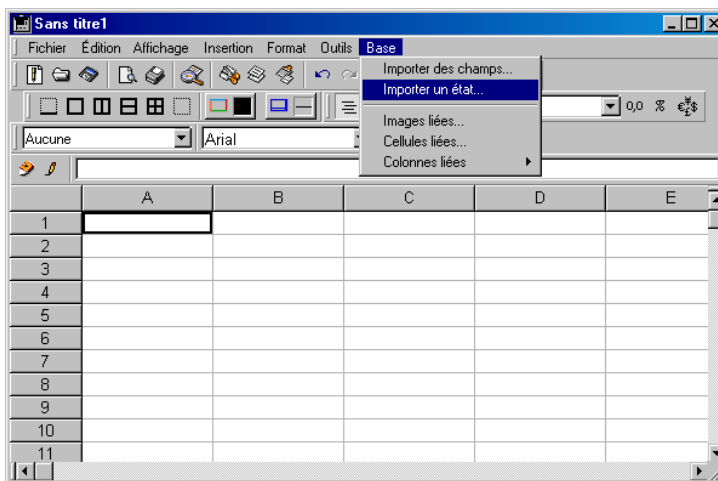 Sans titre1
Fichier Édition Affichage Insertion Format Outils Base
Importer des champs...
Importer un état...
0,0 % €¥£$
Images liées...
Aucune Arial
Cellules liées...
Colonnes liées
A B C D E
1
2
3
4
5
6
7
8
9
10
11